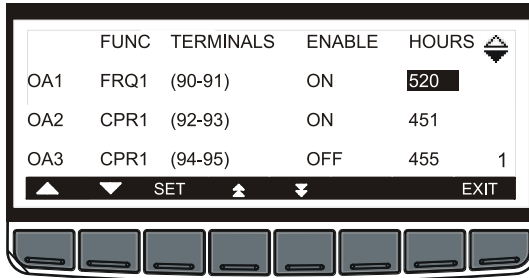 FUNC TERMINALS ENABLE HOURS
OA1 FRQ1 (90-91) ON 520
OA2 CPR1 (92-93) ON 451
OA3 CPR1 (94-95) OFF 455 1
SET EXIT